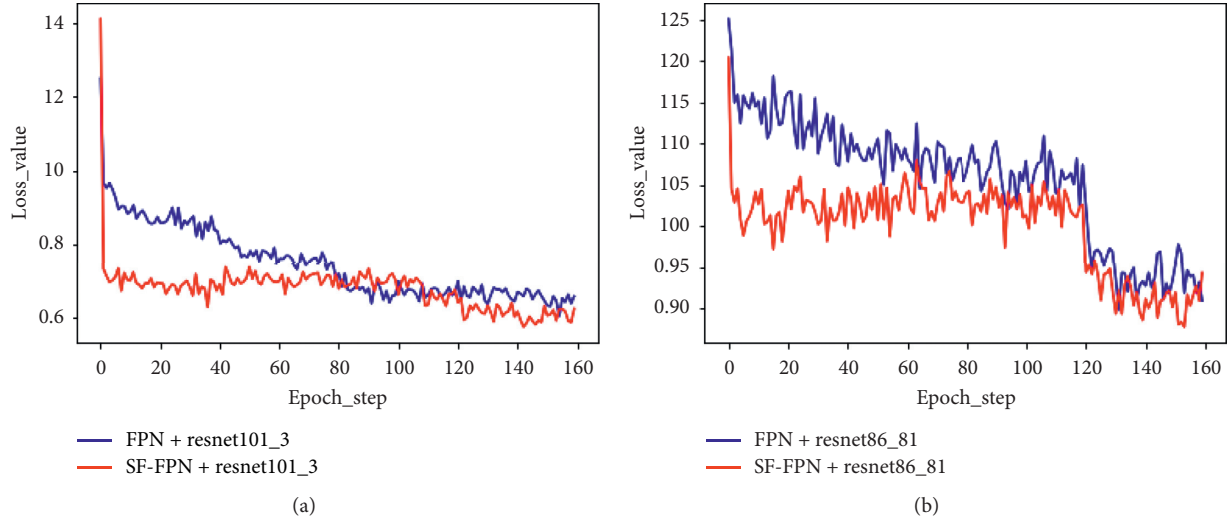 14
12
10
0.8
0.6
Loss_value
0 20 40 60 80 100 120 140 160
Epoch_step
FPN + resnet101_3
SF-FPN + resnet101_3
(a)
125
120
115
110
105
100
0.95
0.90
Loss_value
0 20 40 60 80 100 120 140 160
Epoch_step
FPN + resnet86_81
SF-FPN + resnet86_81
(b)